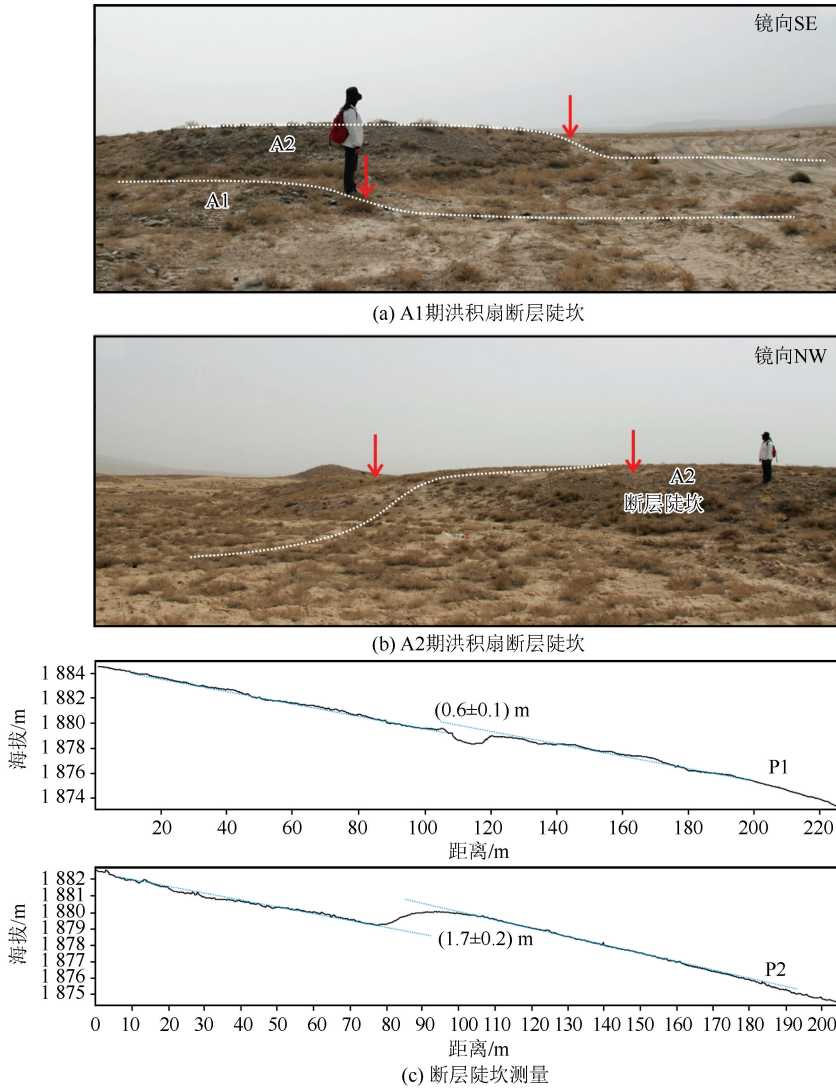 镜向SE
A2
A1
(a) A1期洪积扇断层陡坎
镜向NW
A2
断层陡坎
(b) A2期洪积扇断层陡坎
海拔/m
1 884
1 882
1 880
1 878
1 876
1 874
(0.6±0.1) m
P1
20 40 60 80 100 120 140 160 180 200 220
距离/m
海拔/m
1 882
1 881
1 880
1 879
1 878
1 877
1 876
1 875
(1.7±0.2) m
P2
0 10 20 30 40 50 60 70 80 90 100 110 120 130 140 150 160 170 180 190 200
距离/m
(c) 断层陡坎测量